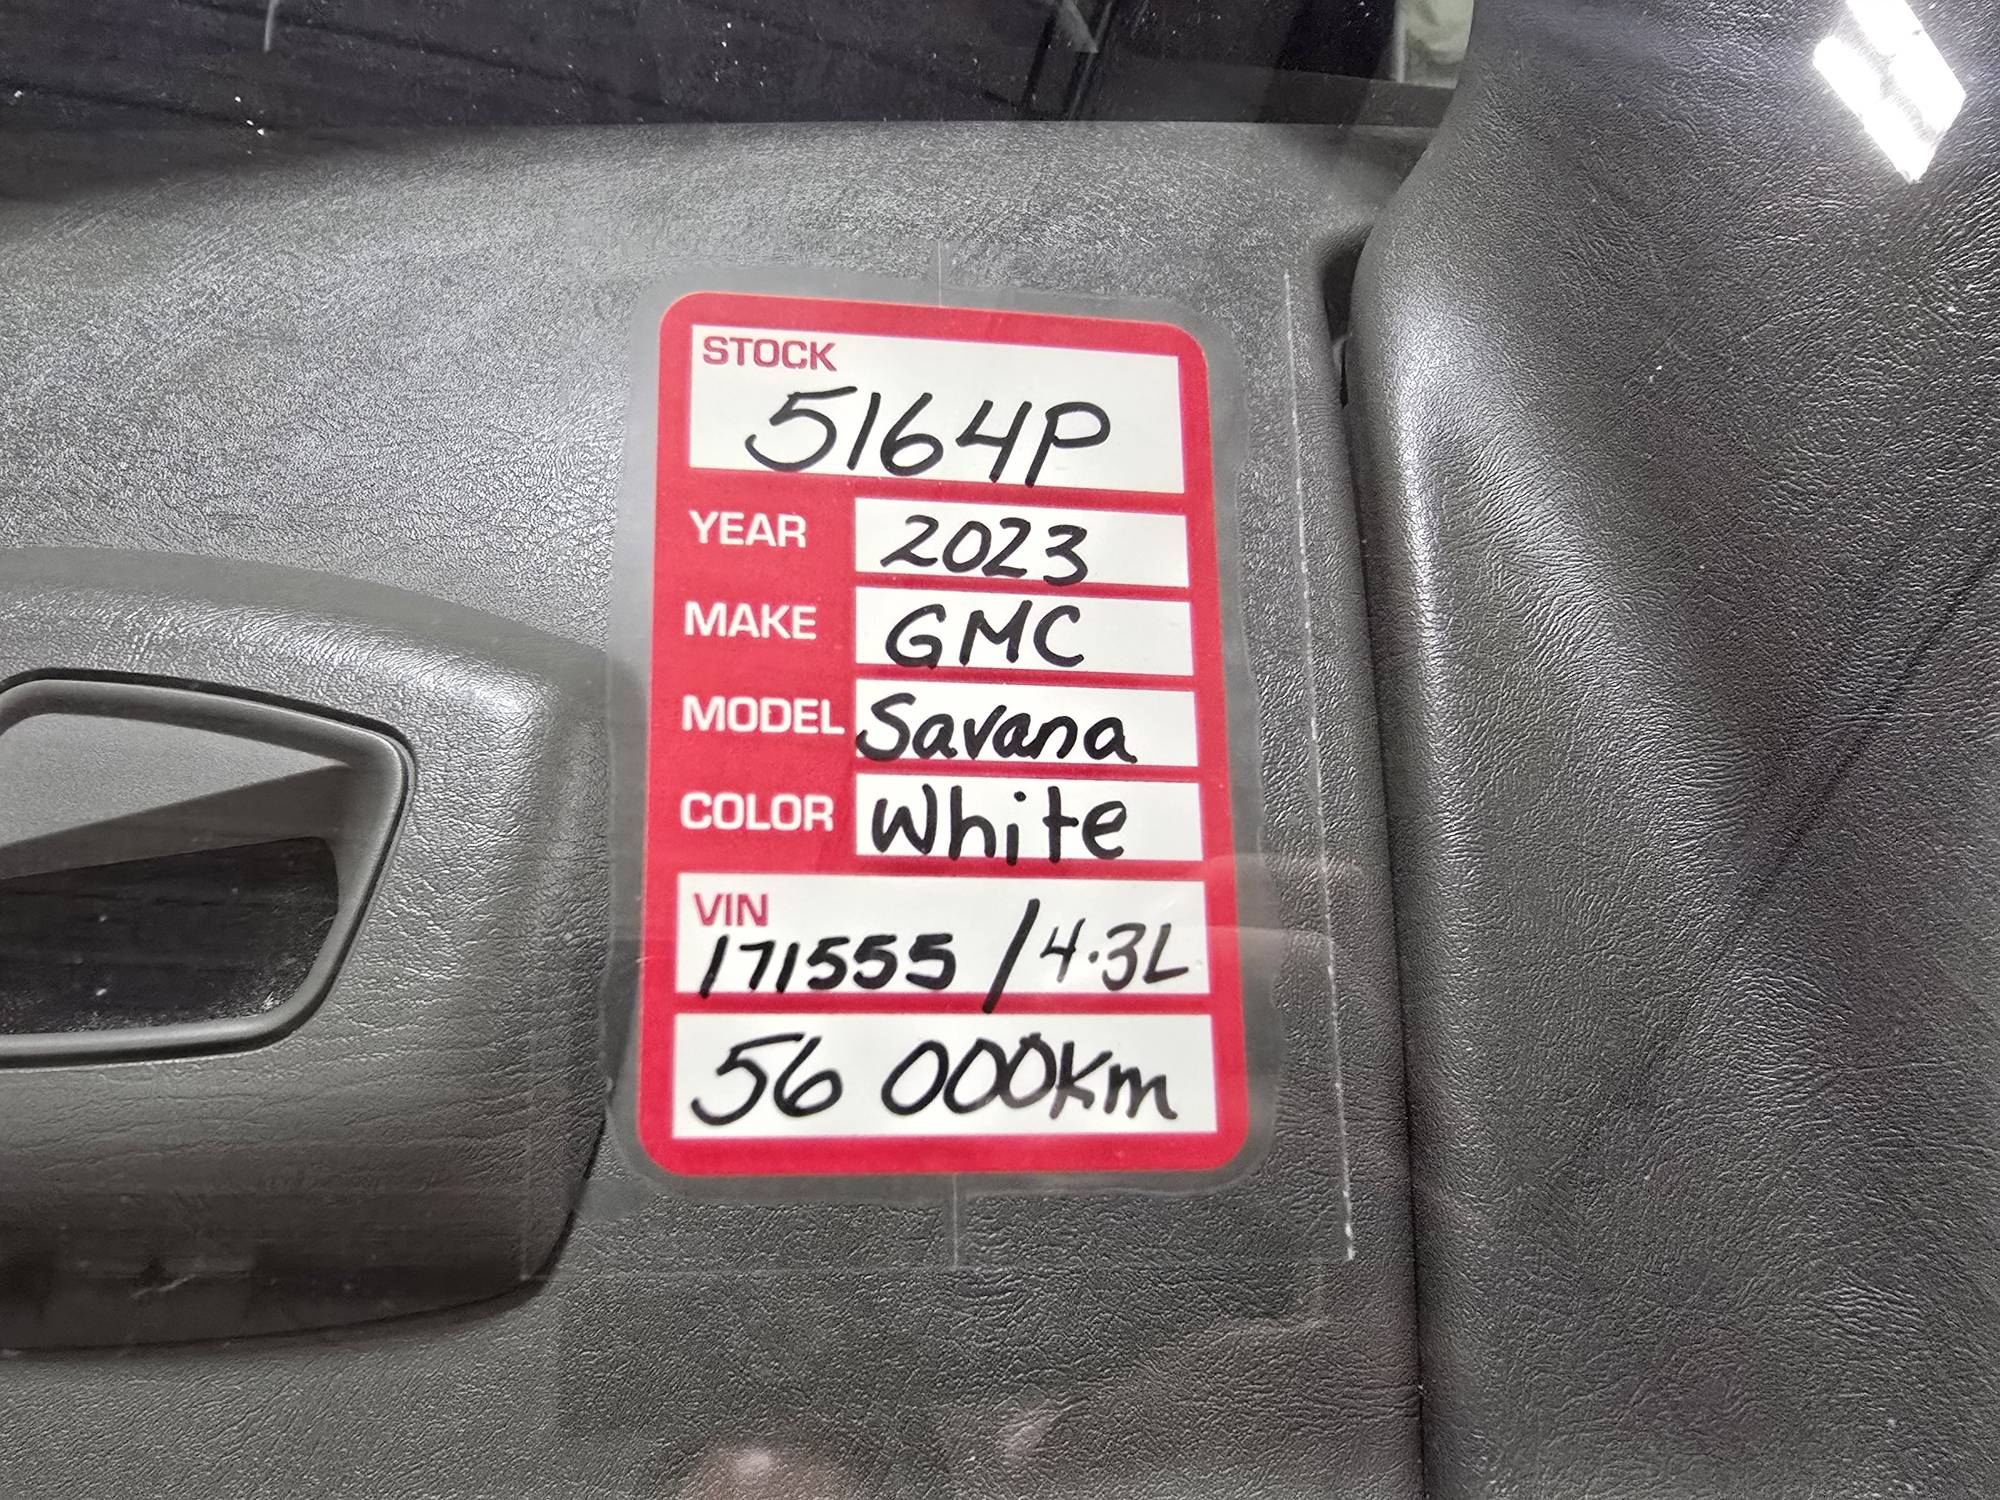 STOCK
5164P
YEAR 2023
MAKE GMC
MODEL Savana
COLOR White
VIN
171555 / 4.3L
56 000Km